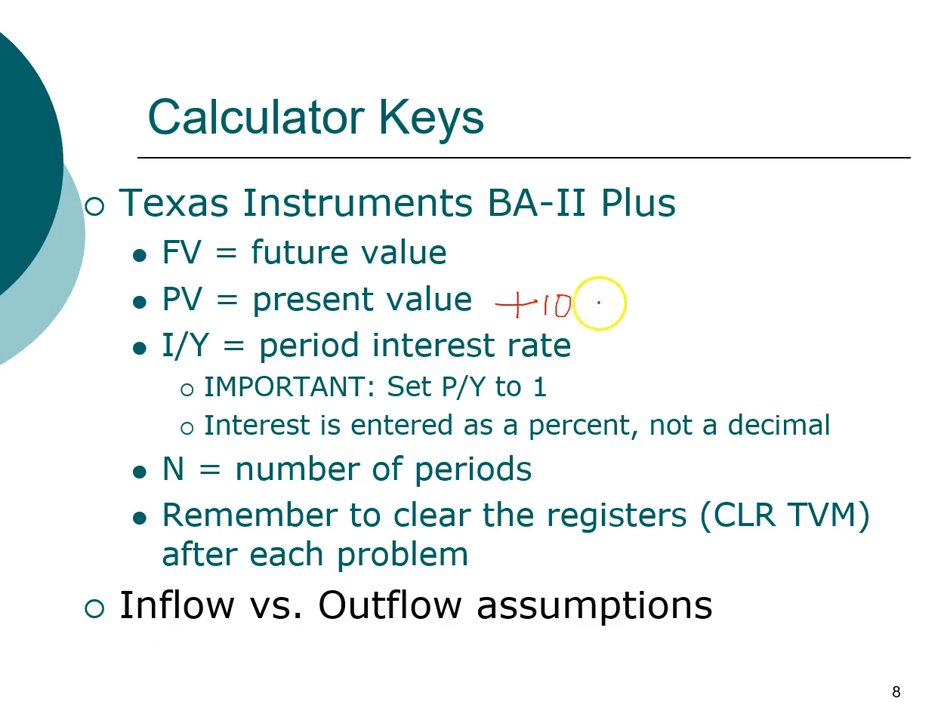 Calculator Keys
Texas Instruments BA-II Plus
FV = future value
PV = present value +10
I/Y = period interest rate
IMPORTANT: Set P/Y to 1
Interest is entered as a percent, not a decimal
N = number of periods
Remember to clear the registers (CLR TVM)
after each problem
Inflow vs. Outflow assumptions
8